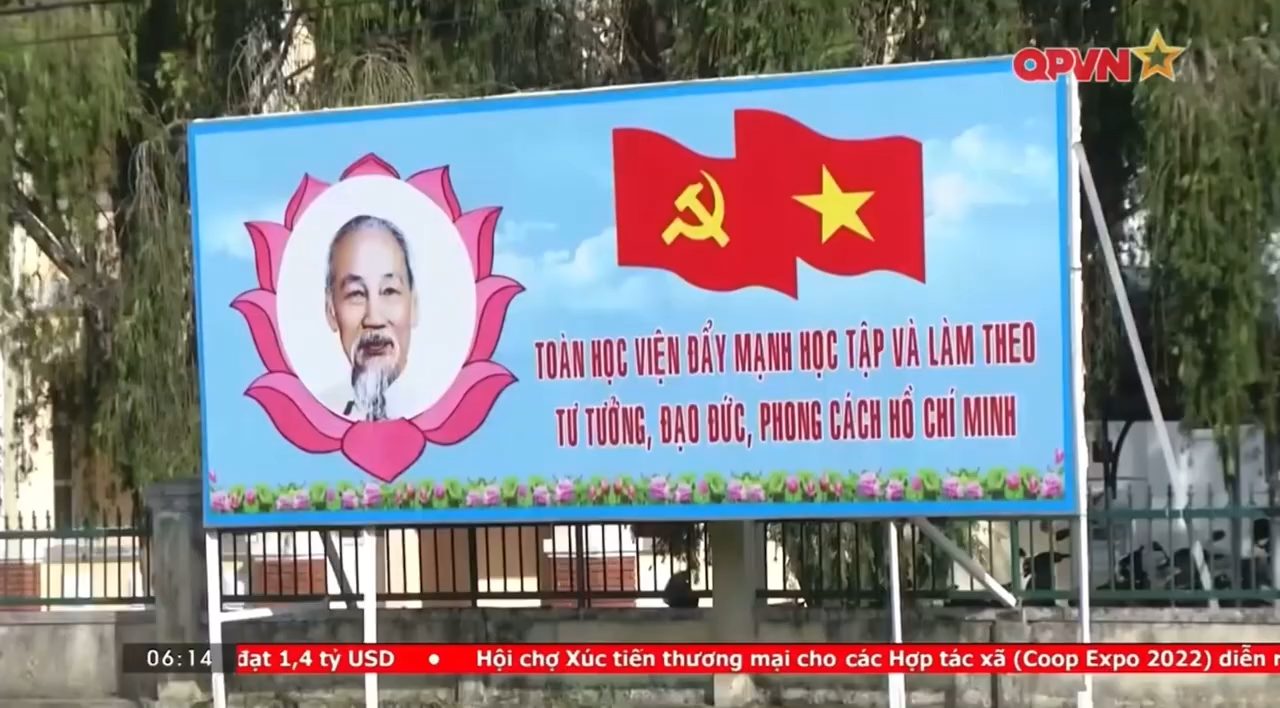 QPVN
TOÀN HỌC VIỆN ĐẨY MẠNH HỌC TẬP VÀ LÀM THEO
TƯ TƯỞNG, ĐẠO ĐỨC, PHONG CÁCH HỒ CHÍ MINH
06:14 đạt 1,4 tỷ USD • Hội chợ Xúc tiến thương mại cho các Hợp tác xã (Coop Expo 2022) diễn